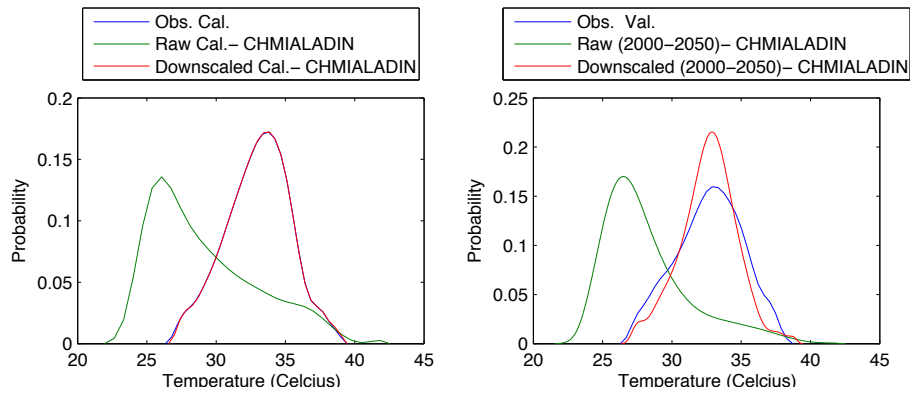 Obs. Cal.
Raw Cal.− CHMIALADIN
Downscaled Cal.− CHMIALADIN
0.2
0.15
0.1
0.05
0
20 25 30 35 40 45
Probability
Temperature (Celcius)
Obs. Val.
Raw (2000−2050)− CHMIALADIN
Downscaled (2000−2050)− CHMIALADIN
0.25
0.2
0.15
0.1
0.05
0
20 25 30 35 40 45
Probability
Temperature (Celcius)